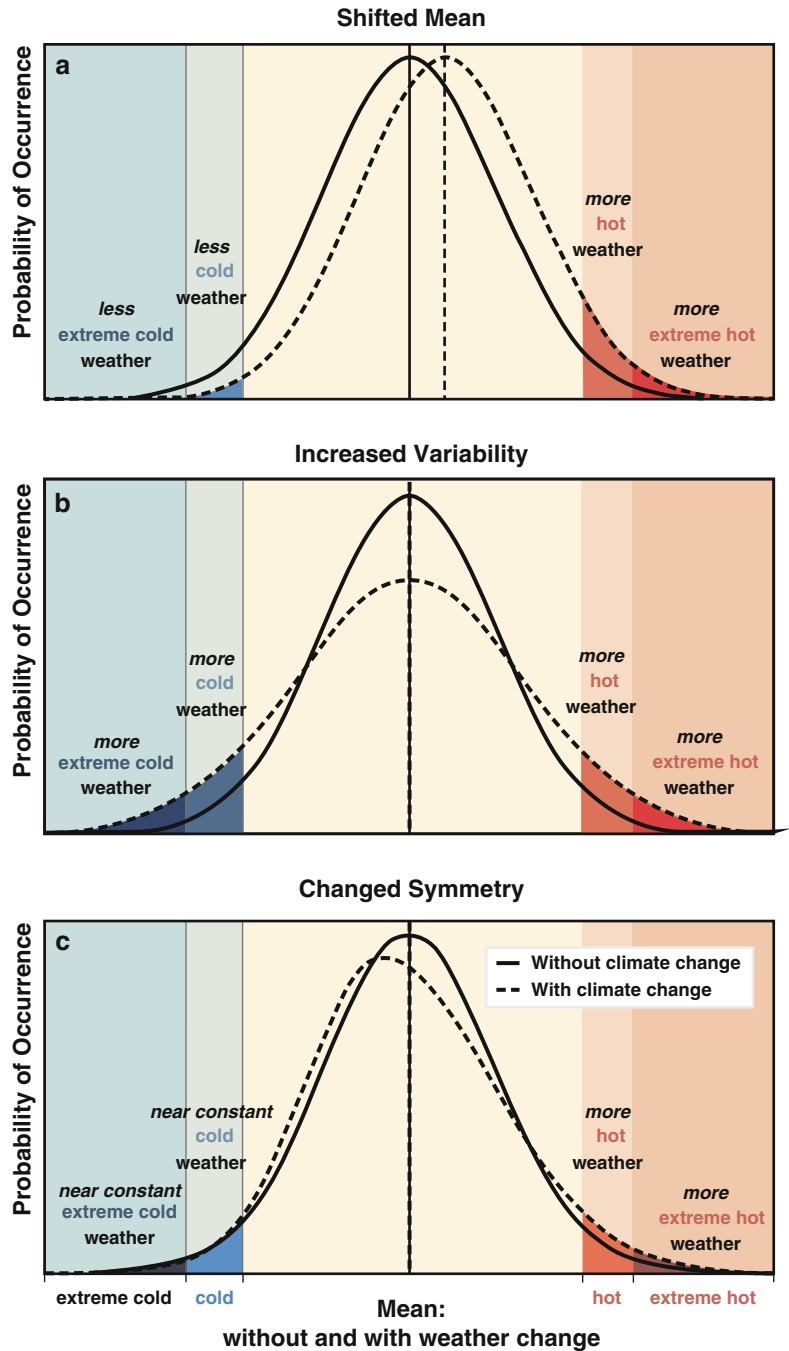 Shifted Mean
a
Probability of Occurrence
less
extreme cold
weather
less
cold
weather
more
hot
weather
more
extreme hot
weather
Increased Variability
b
Probability of Occurrence
more
extreme cold
weather
more
cold
weather
more
hot
weather
more
extreme hot
weather
Changed Symmetry
c
Probability of Occurrence
Without climate change
With climate change
near constant
extreme cold
weather
near constant
cold
weather
more
hot
weather
more
extreme hot
weather
extreme cold
cold
hot
extreme hot
Mean:
without and with weather change